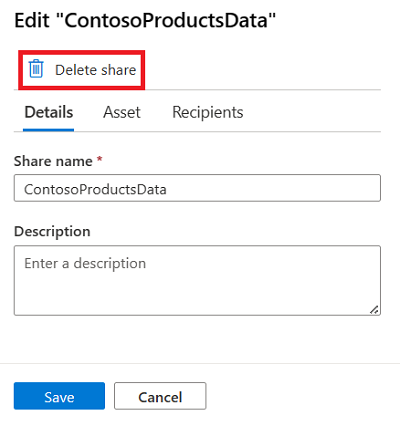 Edit "ContosoProductsData"
Delete share
Details Asset Recipients
Share name *
ContosoProductsData
Description
Enter a description
Save Cancel